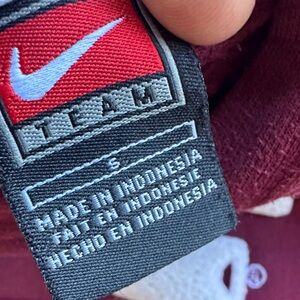 TEAM
S
MADE IN INDONESIA
FAIT EN INDONESIE
HECHO EN INDONESIA